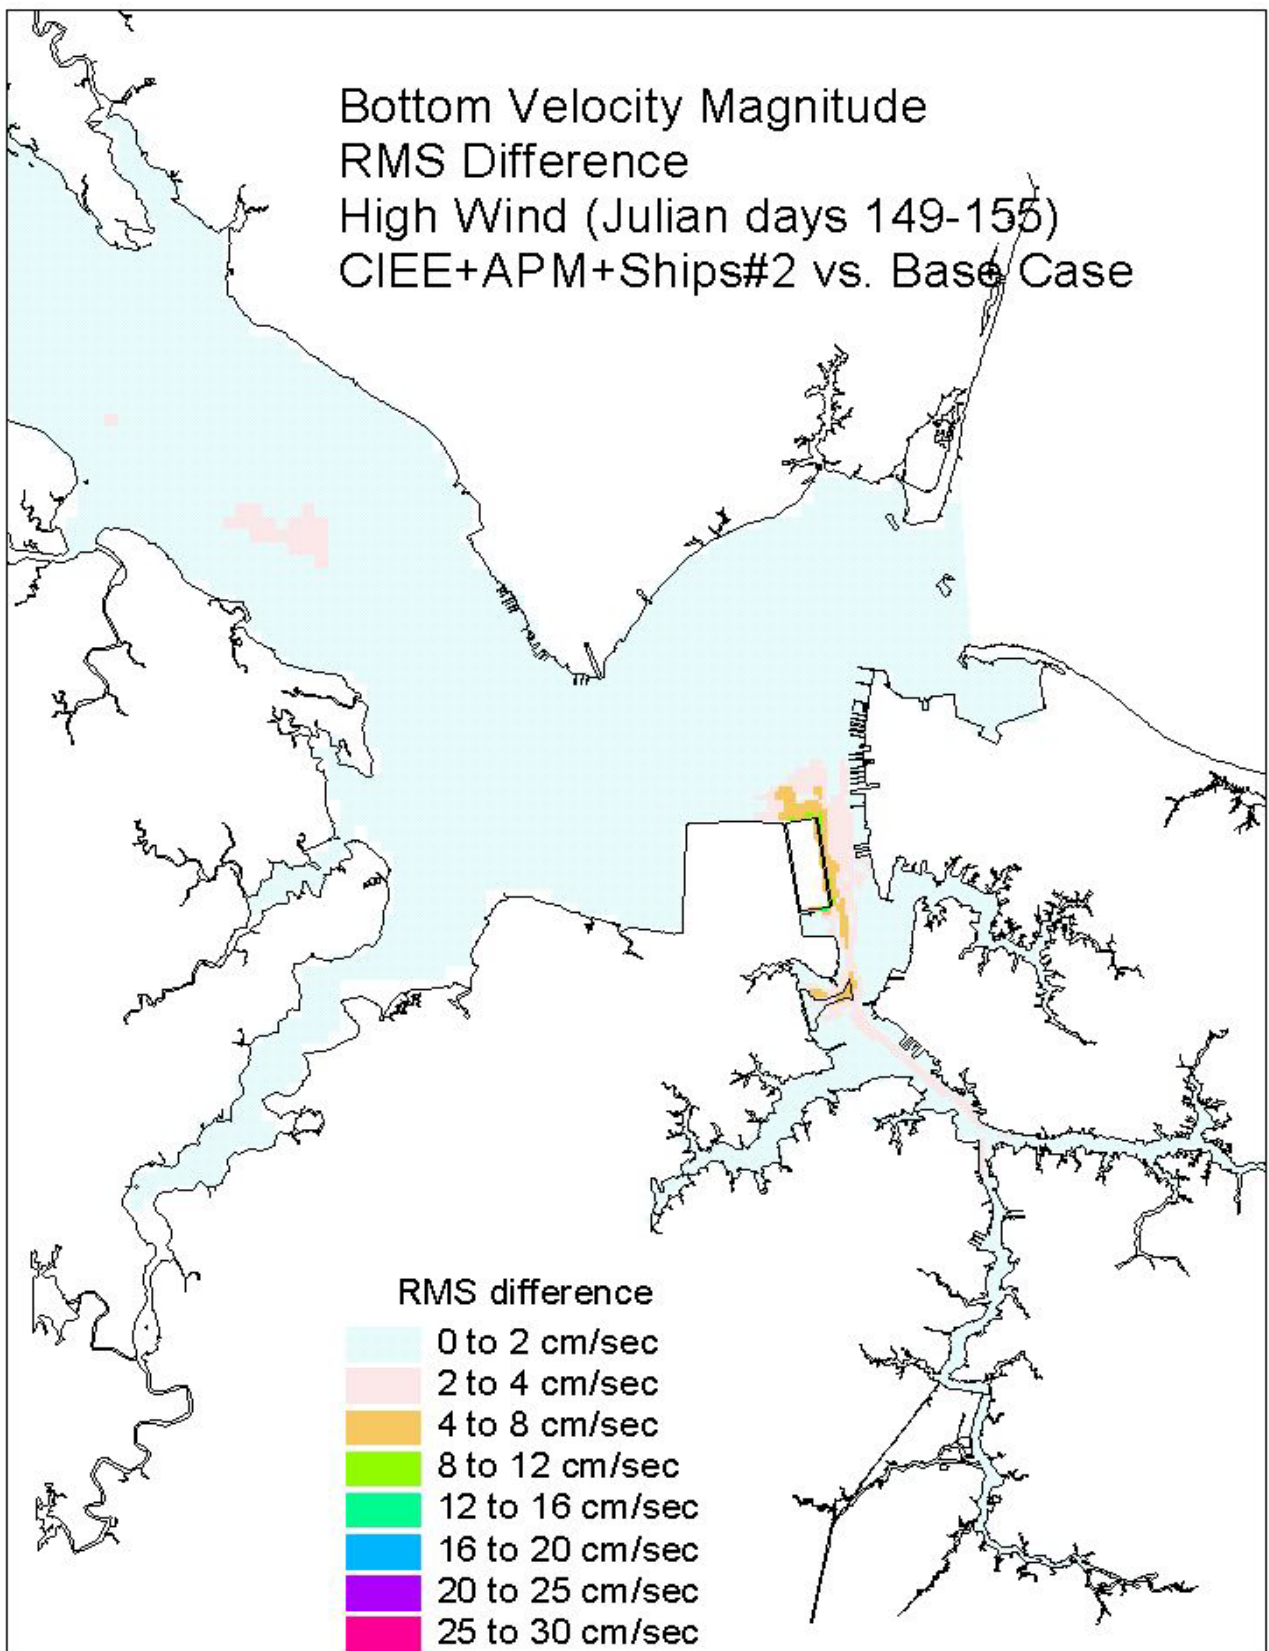 Bottom Velocity Magnitude
RMS Difference
High Wind (Julian days 149-155)
CIEE+APM+Ships#2 vs. Base Case
RMS difference
0 to 2 cm/sec
2 to 4 cm/sec
4 to 8 cm/sec
8 to 12 cm/sec
12 to 16 cm/sec
16 to 20 cm/sec
20 to 25 cm/sec
25 to 30 cm/sec